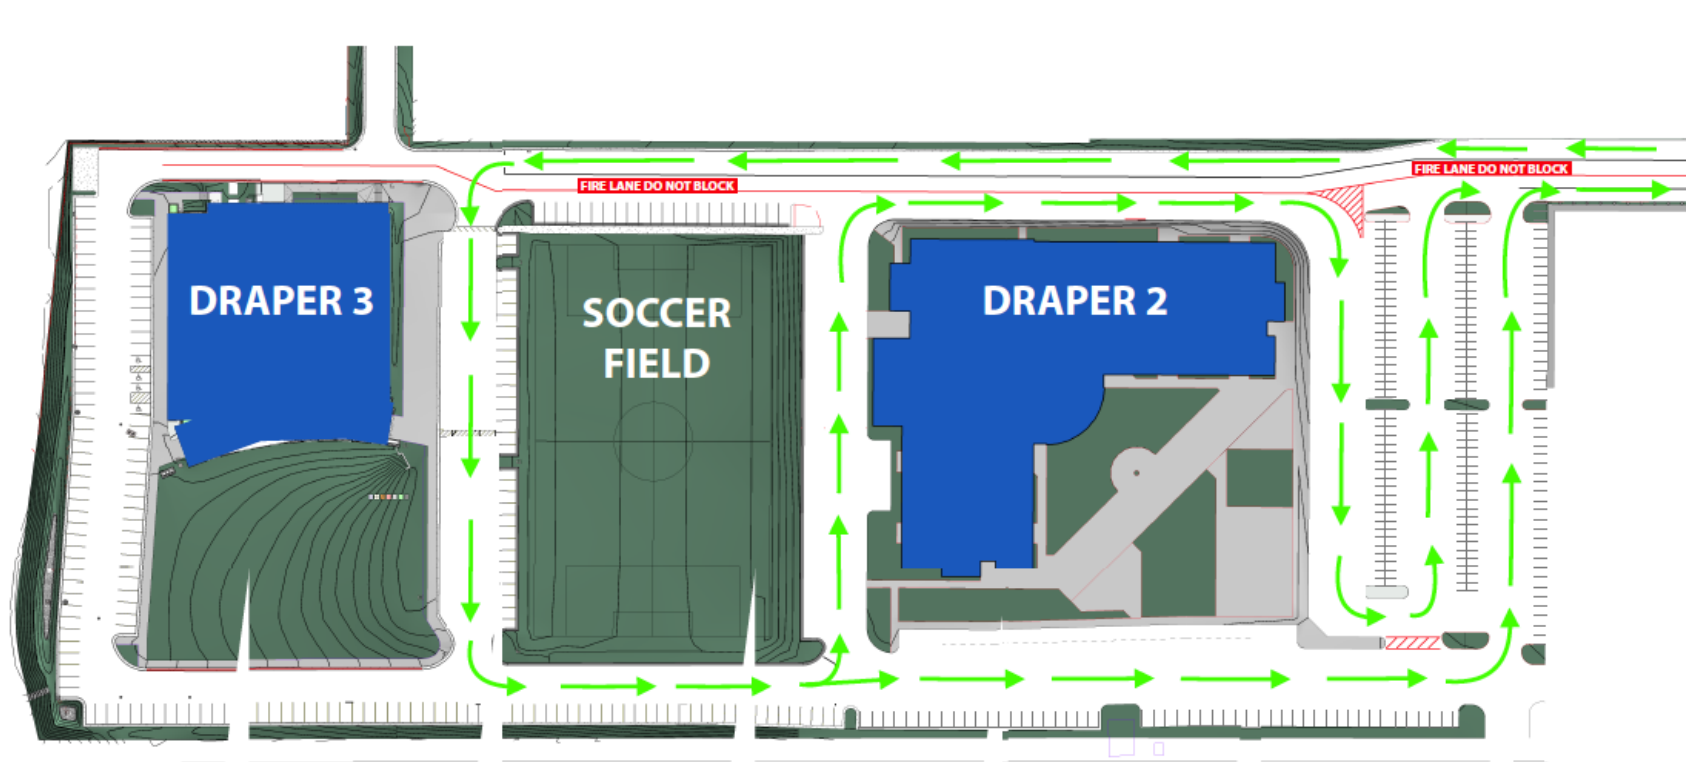 FIRE LANE DO NOT BLOCK
FIRE LANE DO NOT BLOCK
DRAPER 3
SOCCER
FIELD
DRAPER 2